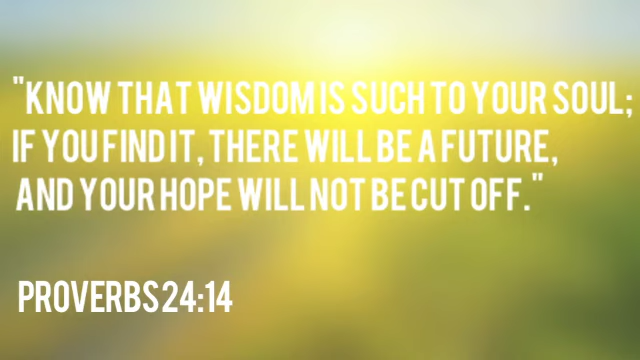 "KNOW THAT WISDOM IS SUCH TO YOUR SOUL;
IF YOU FIND IT, THERE WILL BE A FUTURE,
AND YOUR HOPE WILL NOT BE CUT OFF."
PROVERBS 24:14